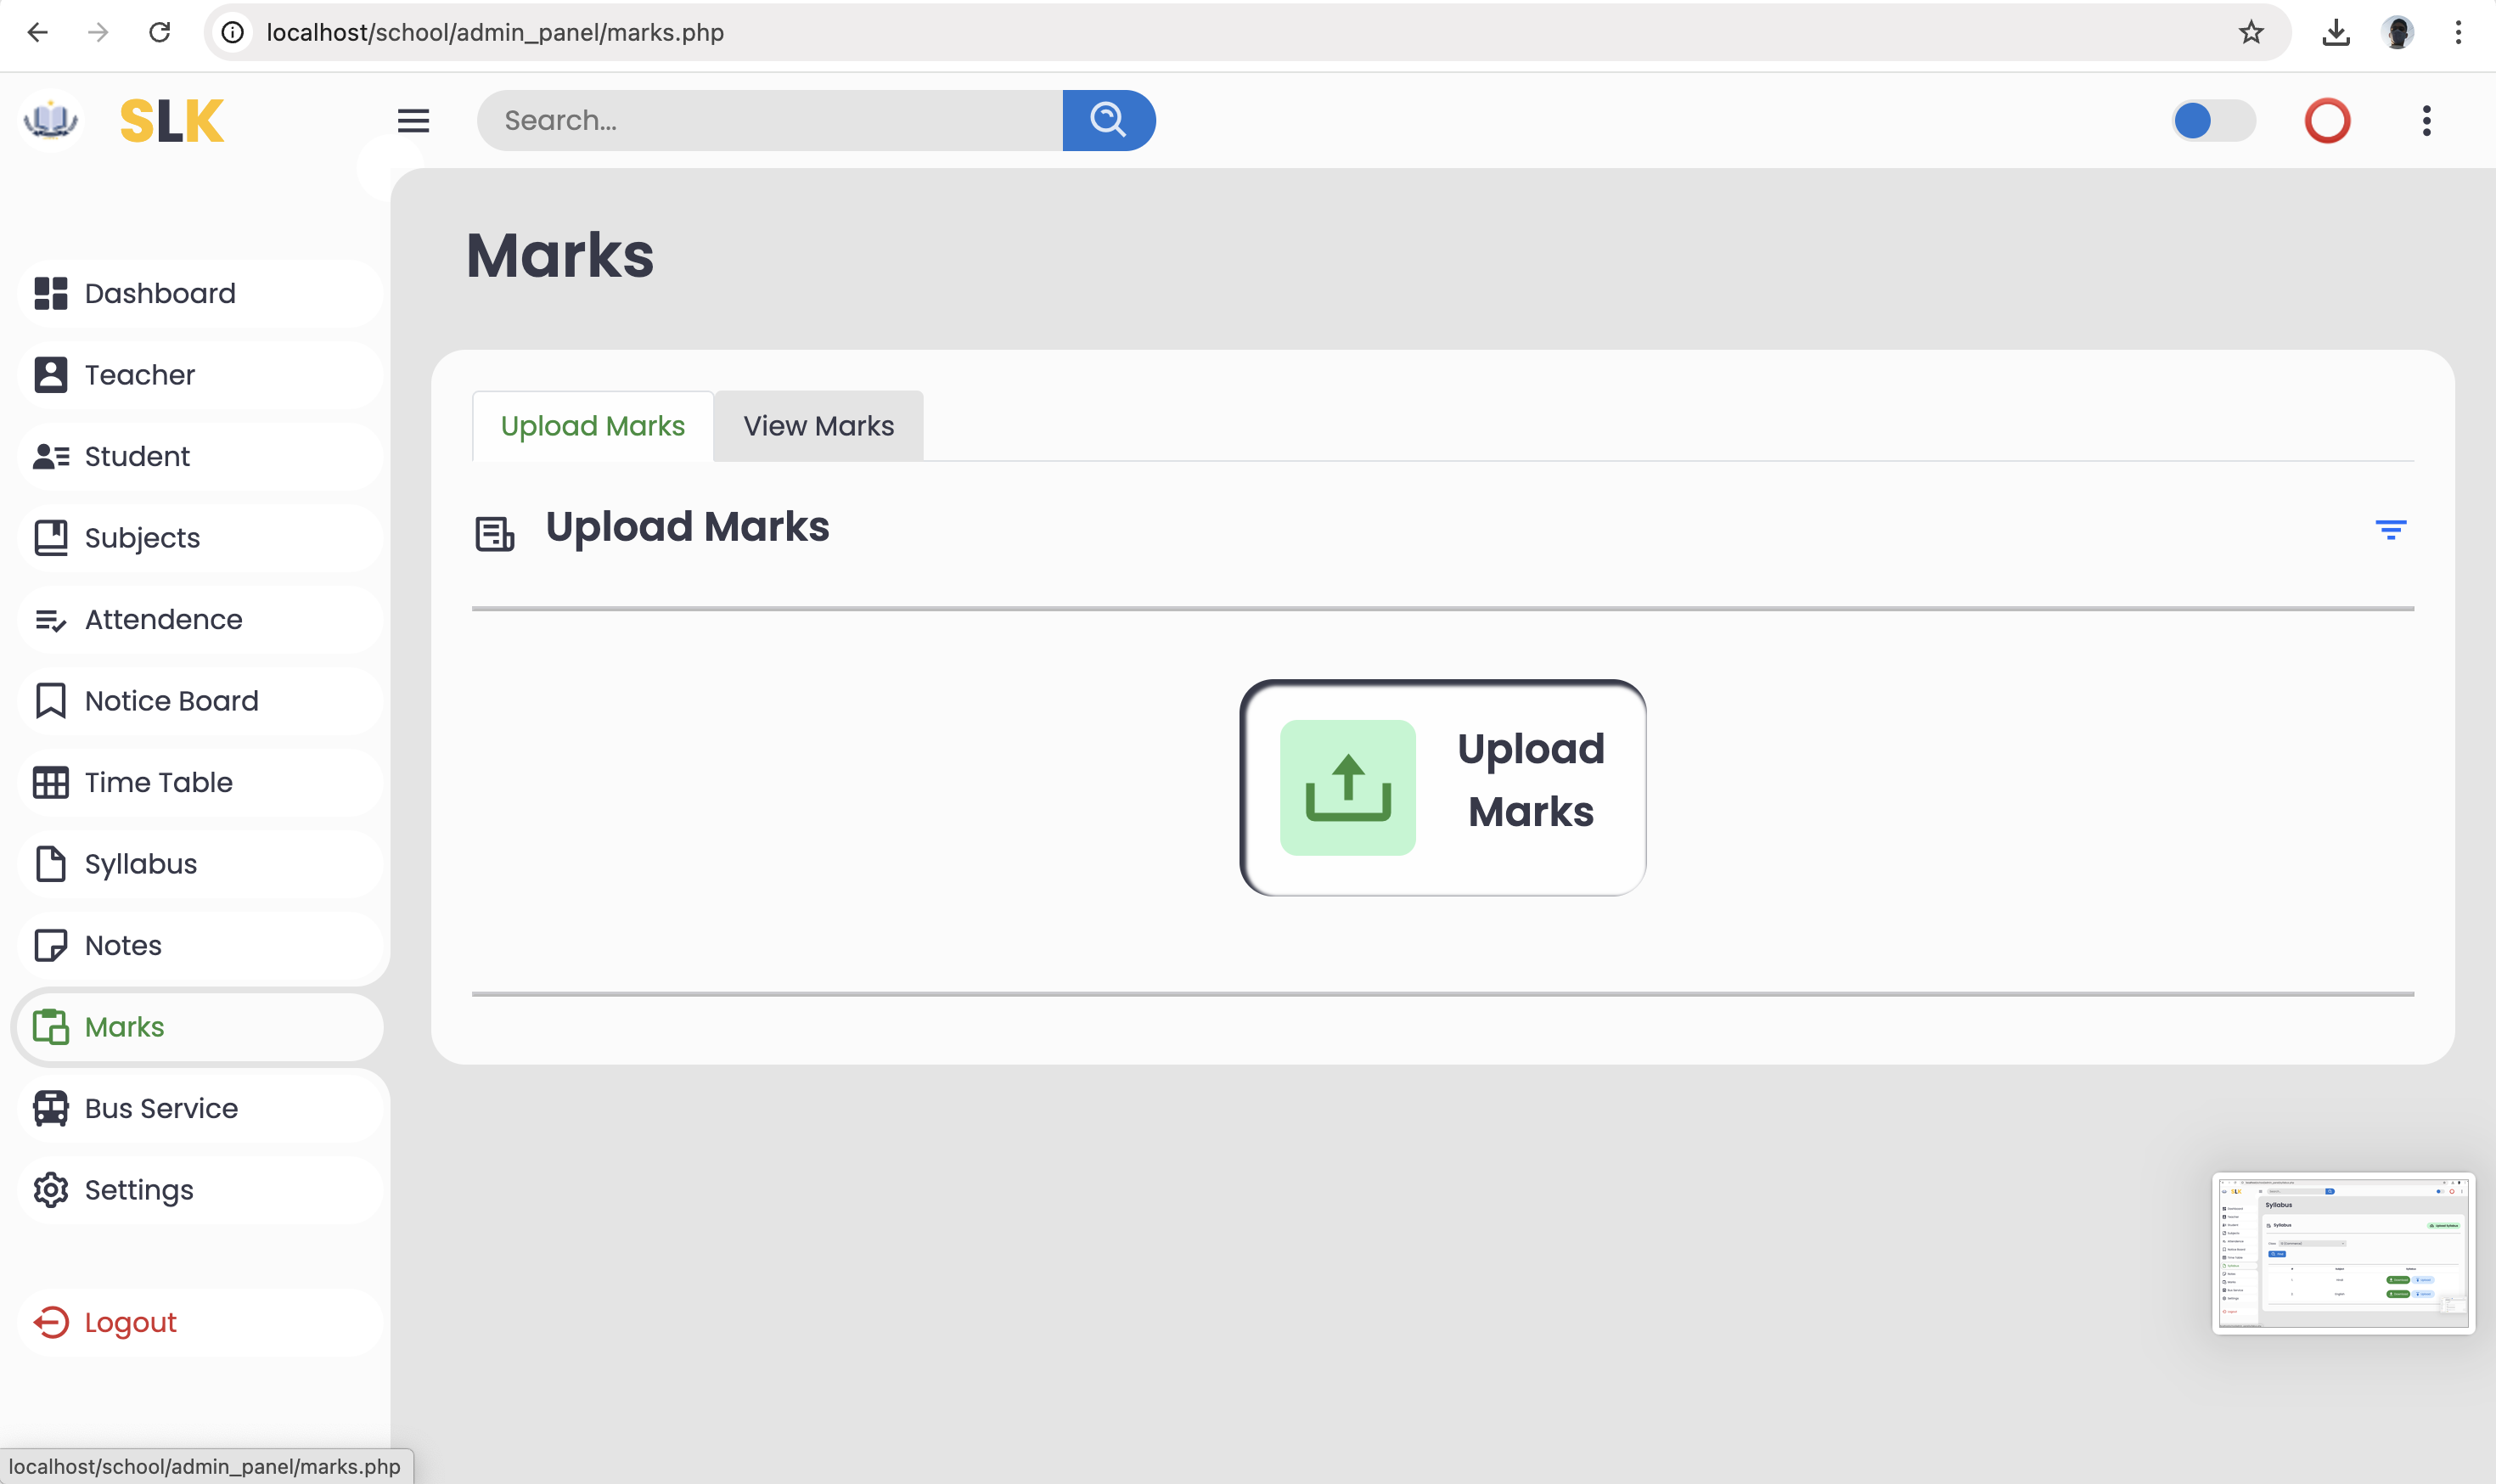 localhost/school/admin_panel/marks.php
SLK
Search...
Dashboard
Teacher
Student
Subjects
Attendence
Notice Board
Time Table
Syllabus
Notes
Marks
Bus Service
Settings
Logout
Marks
Upload Marks
View Marks
Upload Marks
Upload
Marks
Syllabus
Syllabus
localhost/school/admin_panel/marks.php